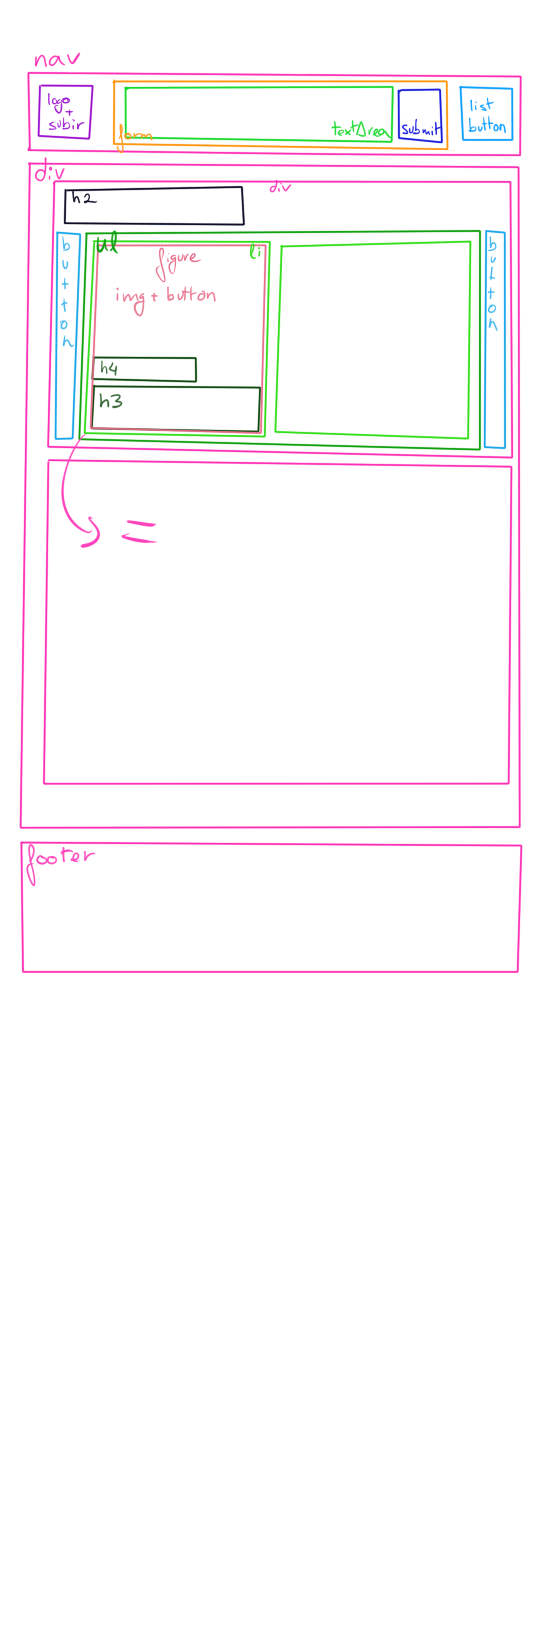 nav
logo
+
subir
form
textArea
submit
list
button
div
div
h2
button
ul
li
figure
img + button
h4
h3
button
=
footer